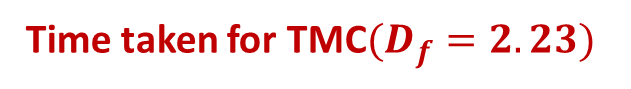 Time taken for TMC(D_f = 2.23)